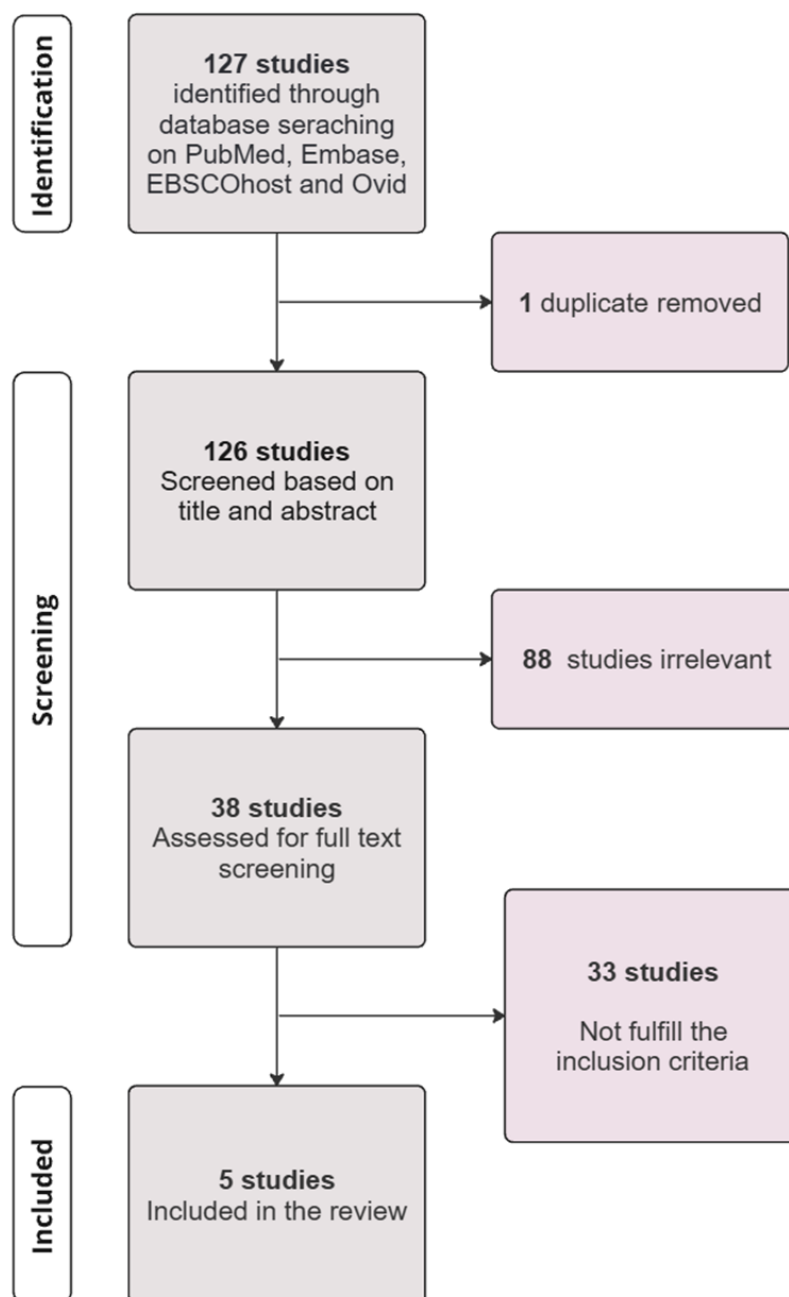 Identification
127 studies
identified through
database seraching
on PubMed, Embase,
EBSCOhost and Ovid
1 duplicate removed
Screening
126 studies
Screened based on
title and abstract
88 studies irrelevant
38 studies
Assessed for full text
screening
33 studies
Not fulfill the
inclusion criteria
Included
5 studies
Included in the review